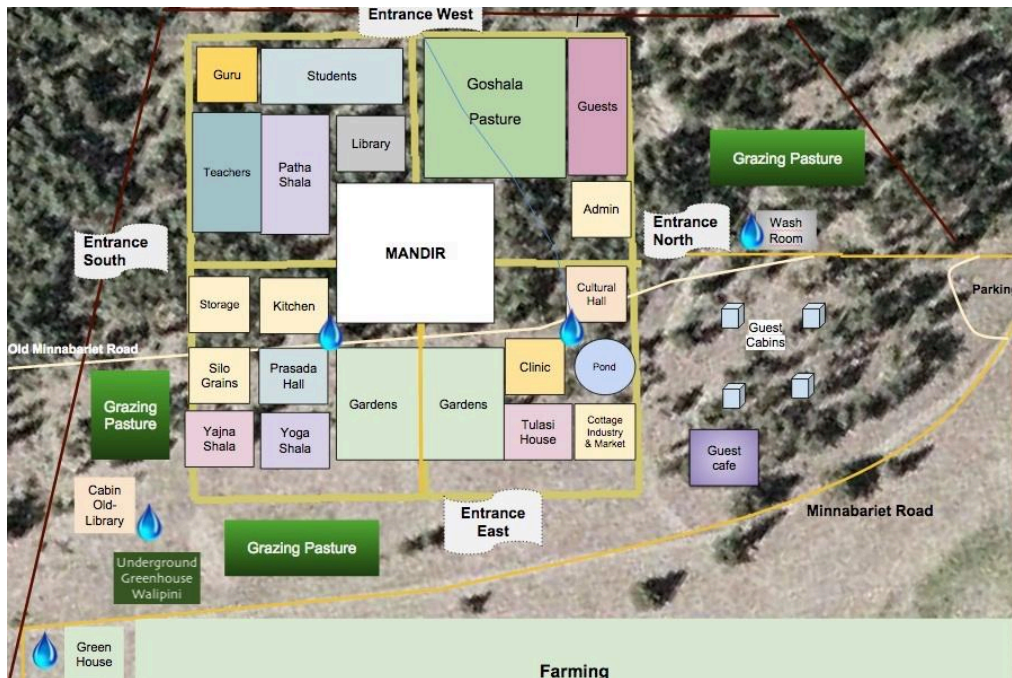 Entrance West
Guru
Students
Goshala
Pasture
Guests
Library
Teachers
Patha
Shala
Grazing Pasture
Admin
Entrance
South
MANDIR
Entrance
North
Wash
Room
Storage
Kitchen
Cultural
Hall
Parkin
Guest
Cabins
Old Minnabariet Road
Silo
Grains
Prasada
Hall
Gardens
Gardens
Clinic
Pond
Grazing
Pasture
Yajna
Shala
Yoga
Shala
Tulasi
House
Cottage
Industry
& Market
Guest
cafe
Cabin
Old-
Library
Entrance
East
Minnabariet Road
Grazing Pasture
Underground
Greenhouse
Walipini
Green
House
Farming